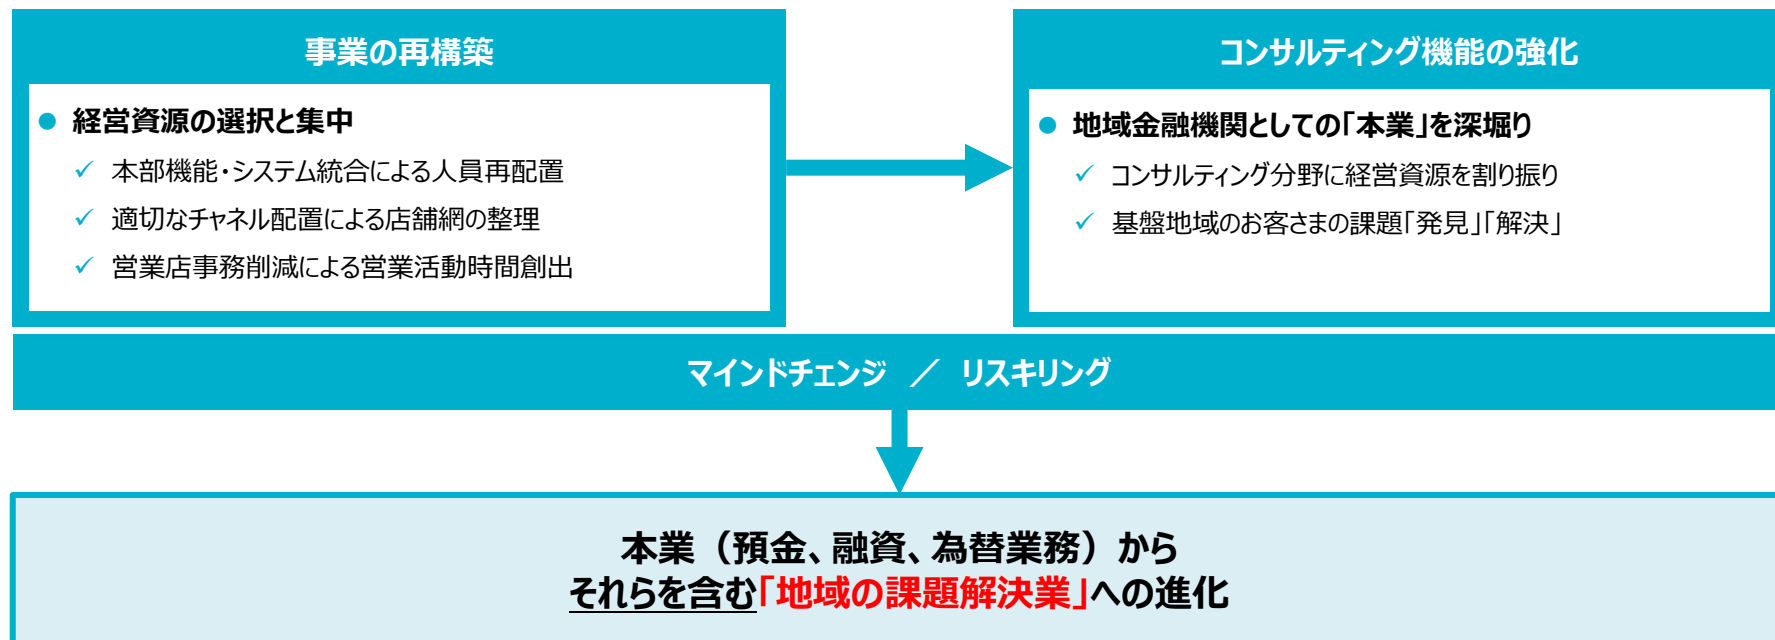 事業の再構築
経営資源の選択と集中
本部機能・システム統合による人員再配置
適切なチャネル配置による店舗網の整理
営業店事務削減による営業活動時間創出
コンサルティング機能の強化
地域金融機関としての「本業」を深堀り
コンサルティング分野に経営資源を割り振り
基盤地域のお客さまの課題「発見」「解決」
マインドチェンジ ／ リスキリング
本業（預金、融資、為替業務）から
それらを含む「地域の課題解決業」への進化